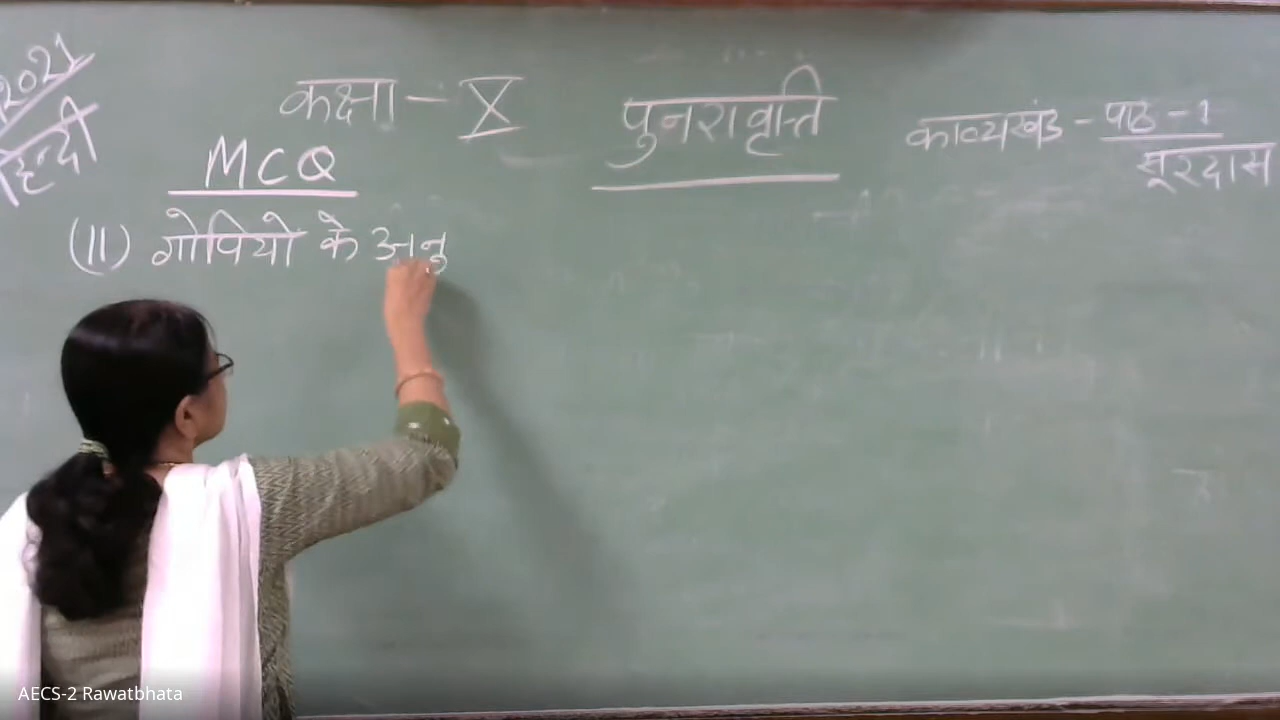 2021
हिन्दी
कक्षा - X
पुनरावृत्ति
काव्यखंड - पाठ - 1
सूरदास
MCQ
(11) गोपियों के अनु
AECS-2 Rawatbhata